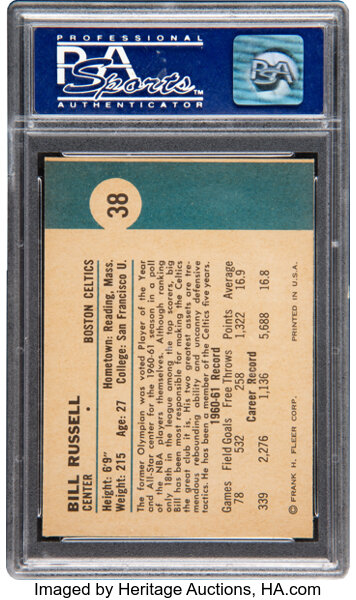 PROFESSIONAL
PSA
Sports™
AUTHENTICATOR
PSA
38
BILL RUSSELL
CENTER • BOSTON CELTICS
Height: 6'9" Hometown: Reading, Mass.
Weight: 215 Age: 27 College: San Francisco U.
The former Olympian was voted Player of the Year
and All-Star center for the 1960-61 season in a poll
of the NBA players themselves. Although ranking
only 18th in the league among the top scorers, big
Bill has been most responsible for making the Celtics
the great club it is. His two greatest assets are tre-
mendous rebounding ability and uncanny defensive
tactics. He has been a member of the Celtics five years.
1960-61 Record
Games Field Goals Free Throws Points Average
78 532 258 1,322 16.9
Career Record
339 2,276 1,136 5,688 16.8
© FRANK H. FLEER CORP. PRINTED IN U.S.A.
Imaged by Heritage Auctions, HA.com